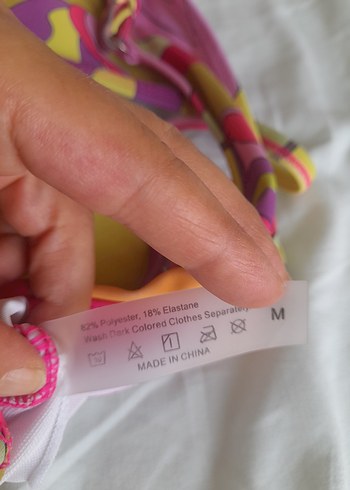 82% Polyester, 18% Elastane
Wash Dark Colored Clothes Separately
M
MADE IN CHINA